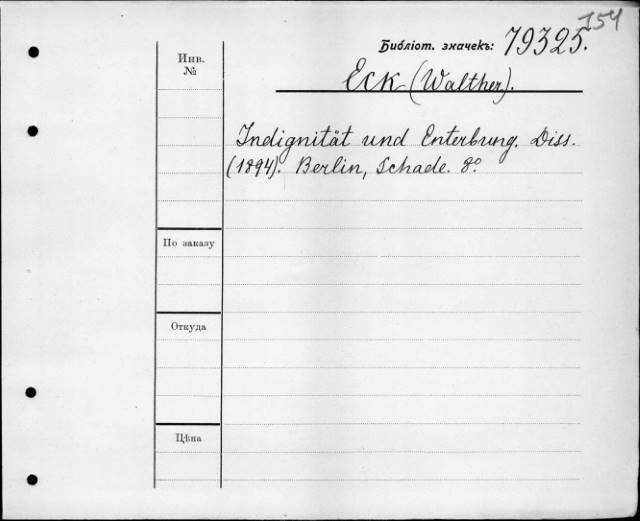 754
Библіот. значекъ: 79325.
Инв.
№
Eck (Walther).
Indignität und Enterbung. Diss.
(1894). Berlin, Schade. 8º.
По заказу
Откуда
Цѣна